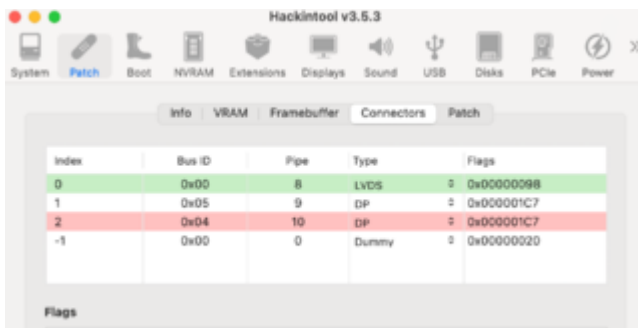 Hackintool v3.5.3
System Patch Boot NVRAM Extensions Displays Sound USB Disks PCIe Power
Info VRAM Framebuffer Connectors Patch
Index Bus ID Pipe Type Flags
0 0x00 8 LVDS 0x00000098
1 0x05 9 DP 0x000001C7
2 0x04 10 DP 0x000001C7
-1 0x00 0 Dummy 0x00000020
Flags